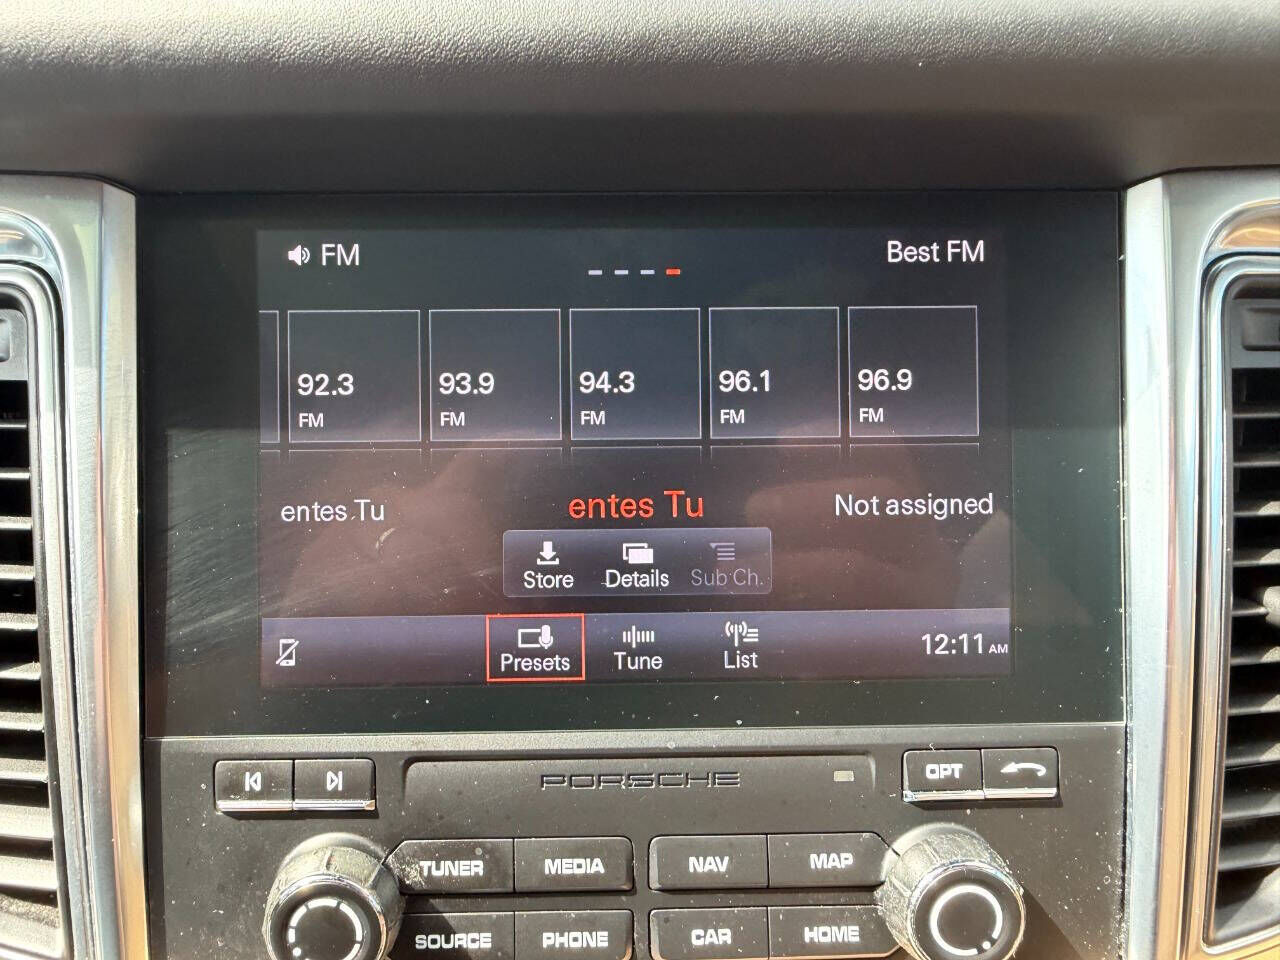 FM
Best FM
92.3 93.9 94.3 96.1 96.9
FM FM FM FM FM
entes Tu entes Tu Not assigned
Store Details Sub Ch.
Presets Tune List 12:11 AM
PORSCHE
OPT
TUNER MEDIA NAV MAP
SOURCE PHONE CAR HOME